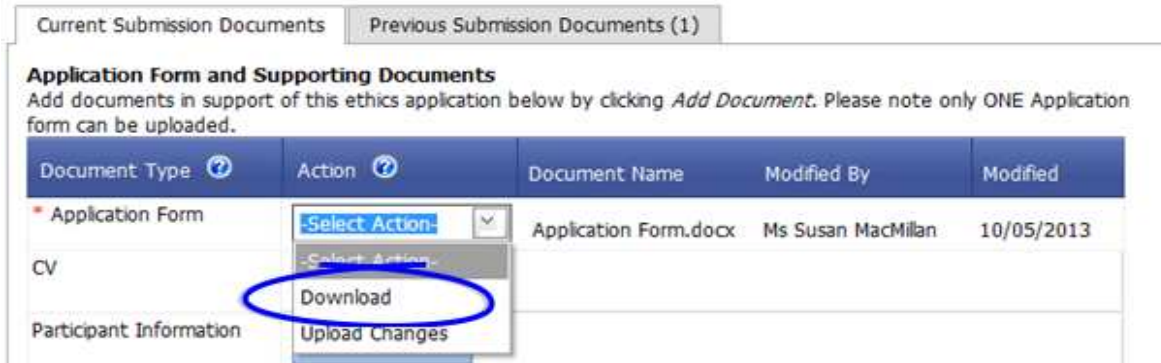 Current Submission Documents Previous Submission Documents (1)
Application Form and Supporting Documents
Add documents in support of this ethics application below by clicking Add Document. Please note only ONE Application
form can be uploaded.
Document Type Action Document Name Modified By Modified
* Application Form -Select Action- Application Form.docx Ms Susan MacMillan 10/05/2013
-Select Action-
CV
Download
Participant Information Upload Changes